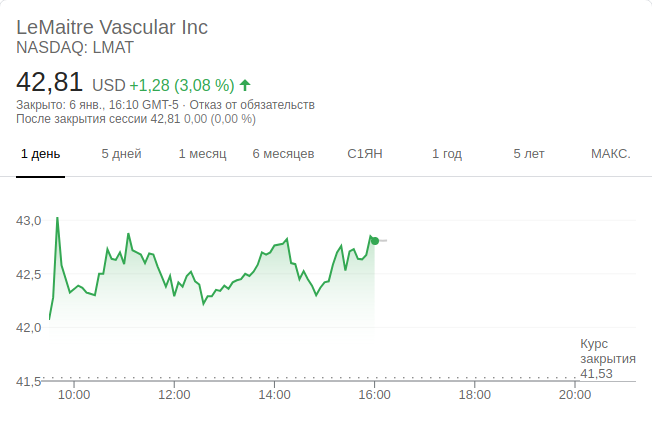 LeMaitre Vascular Inc
NASDAQ: LMAT
42,81 USD +1,28 (3,08 %)
Закрыто: 6 янв., 16:10 GMT-5 · Отказ от обязательств
После закрытия сессии 42,81 0,00 (0,00 %)
1 день 5 дней 1 месяц 6 месяцев С1ЯН 1 год 5 лет МАКС.
43,0
42,5
42,0
Курс
закрытия
41,53
41,5
10:00 12:00 14:00 16:00 18:00 20:00